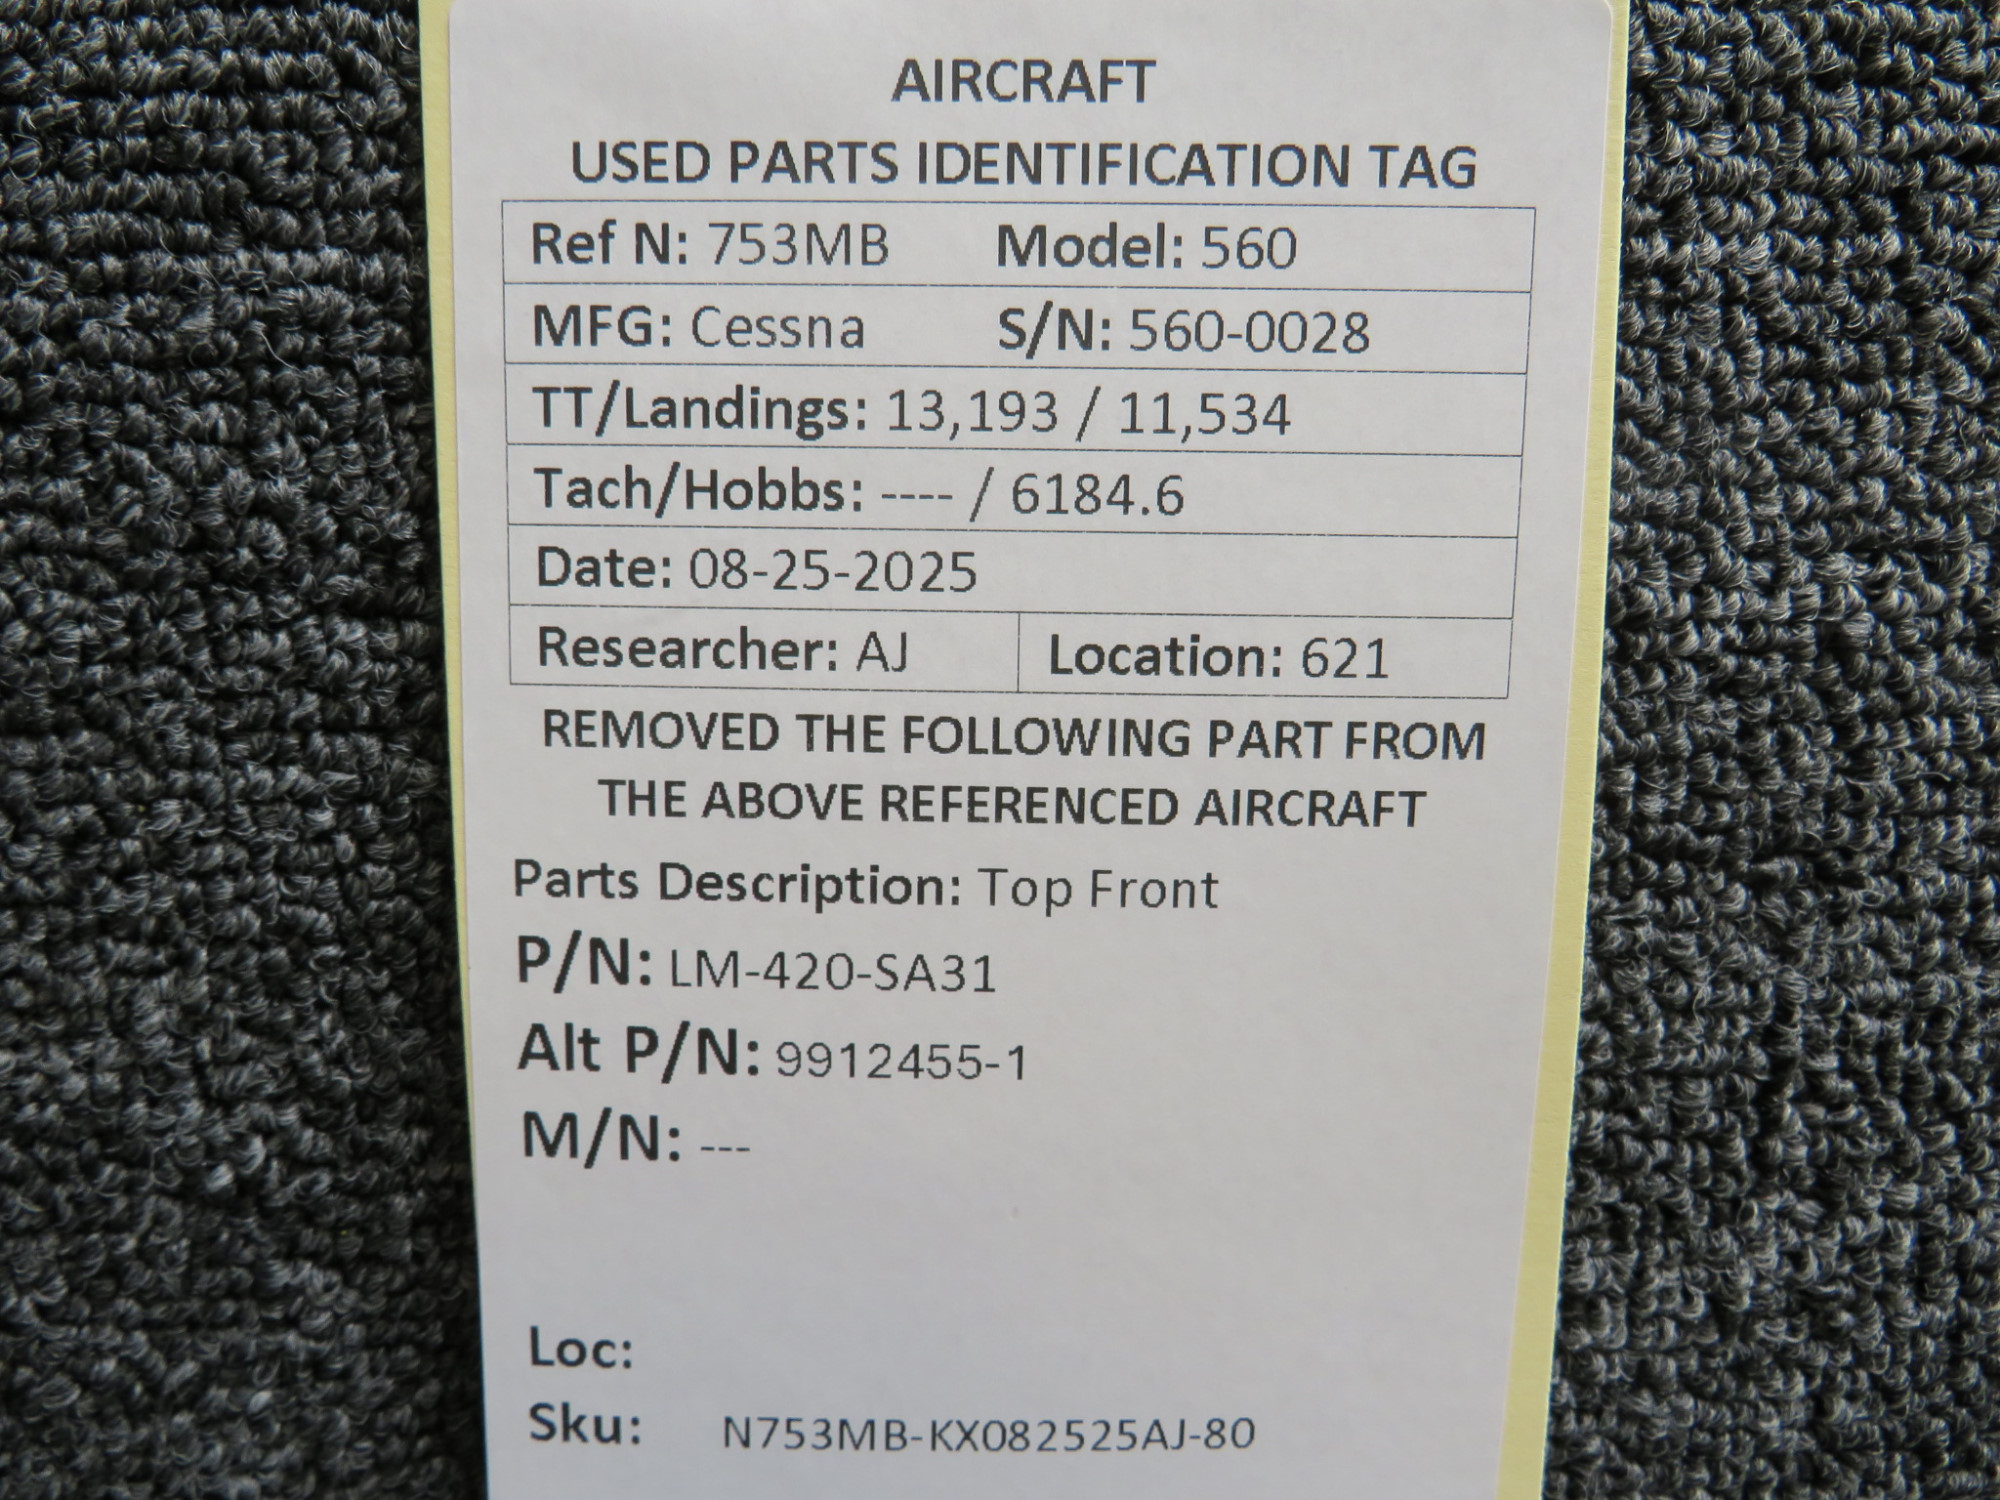 AIRCRAFT
USED PARTS IDENTIFICATION TAG
Ref N: 753MB Model: 560
MFG: Cessna S/N: 560-0028
TT/Landings: 13,193 / 11,534
Tach/Hobbs: ---- / 6184.6
Date: 08-25-2025
Researcher: AJ Location: 621
REMOVED THE FOLLOWING PART FROM
THE ABOVE REFERENCED AIRCRAFT
Parts Description: Top Front
P/N: LM-420-SA31
Alt P/N: 9912455-1
M/N: ---
Loc:
Sku: N753MB-KX082525AJ-80